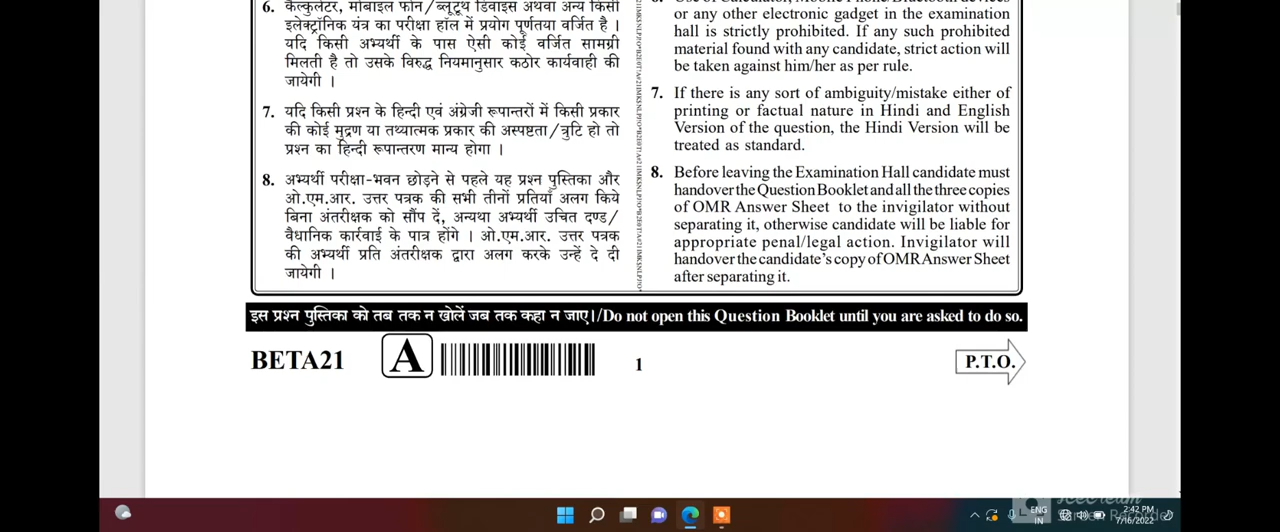 6. कैल्कुलेटर, मोबाइल फोन/ब्लूटूथ डिवाइस अथवा अन्य किसी
इलेक्ट्रॉनिक यंत्र का परीक्षा हॉल में प्रयोग पूर्णतया वर्जित है ।
यदि किसी अभ्यर्थी के पास ऐसी कोई वर्जित सामग्री
मिलती है तो उसके विरुद्ध नियमानुसार कठोर कार्यवाही की
जायेगी ।
7. यदि किसी प्रश्न के हिन्दी एवं अंग्रेजी रूपान्तरों में किसी प्रकार
की कोई मुद्रण या तथ्यात्मक प्रकार की अस्पष्टता/त्रुटि हो तो
प्रश्न का हिन्दी रूपान्तरण मान्य होगा ।
8. अभ्यर्थी परीक्षा-भवन छोड़ने से पहले यह प्रश्न पुस्तिका और
ओ.एम.आर. उत्तर पत्रक की सभी तीनों प्रतियाँ अलग किये
बिना अंतरीक्षक को सौंप दें, अन्यथा अभ्यर्थी उचित दण्ड/
वैधानिक कार्रवाई के पात्र होंगे । ओ.एम.आर. उत्तर पत्रक
की अभ्यर्थी प्रति अंतरीक्षक द्वारा अलग करके उन्हें दे दी
जायेगी ।
Use of Calculator, Mobile Phone/Bluetooth devices
or any other electronic gadget in the examination
hall is strictly prohibited. If any such prohibited
material found with any candidate, strict action will
be taken against him/her as per rule.
7. If there is any sort of ambiguity/mistake either of
printing or factual nature in Hindi and English
Version of the question, the Hindi Version will be
treated as standard.
8. Before leaving the Examination Hall candidate must
handover the Question Booklet and all the three copies
of OMR Answer Sheet to the invigilator without
separating it, otherwise candidate will be liable for
appropriate penal/legal action. Invigilator will
handover the candidate's copy of OMR Answer Sheet
after separating it.
इस प्रश्न पुस्तिका को तब तक न खोलें जब तक कहा न जाए।/Do not open this Question Booklet until you are asked to do so.
BETA21 A 1 P.T.O.
ENG
IN
2:42 PM
7/16/2022